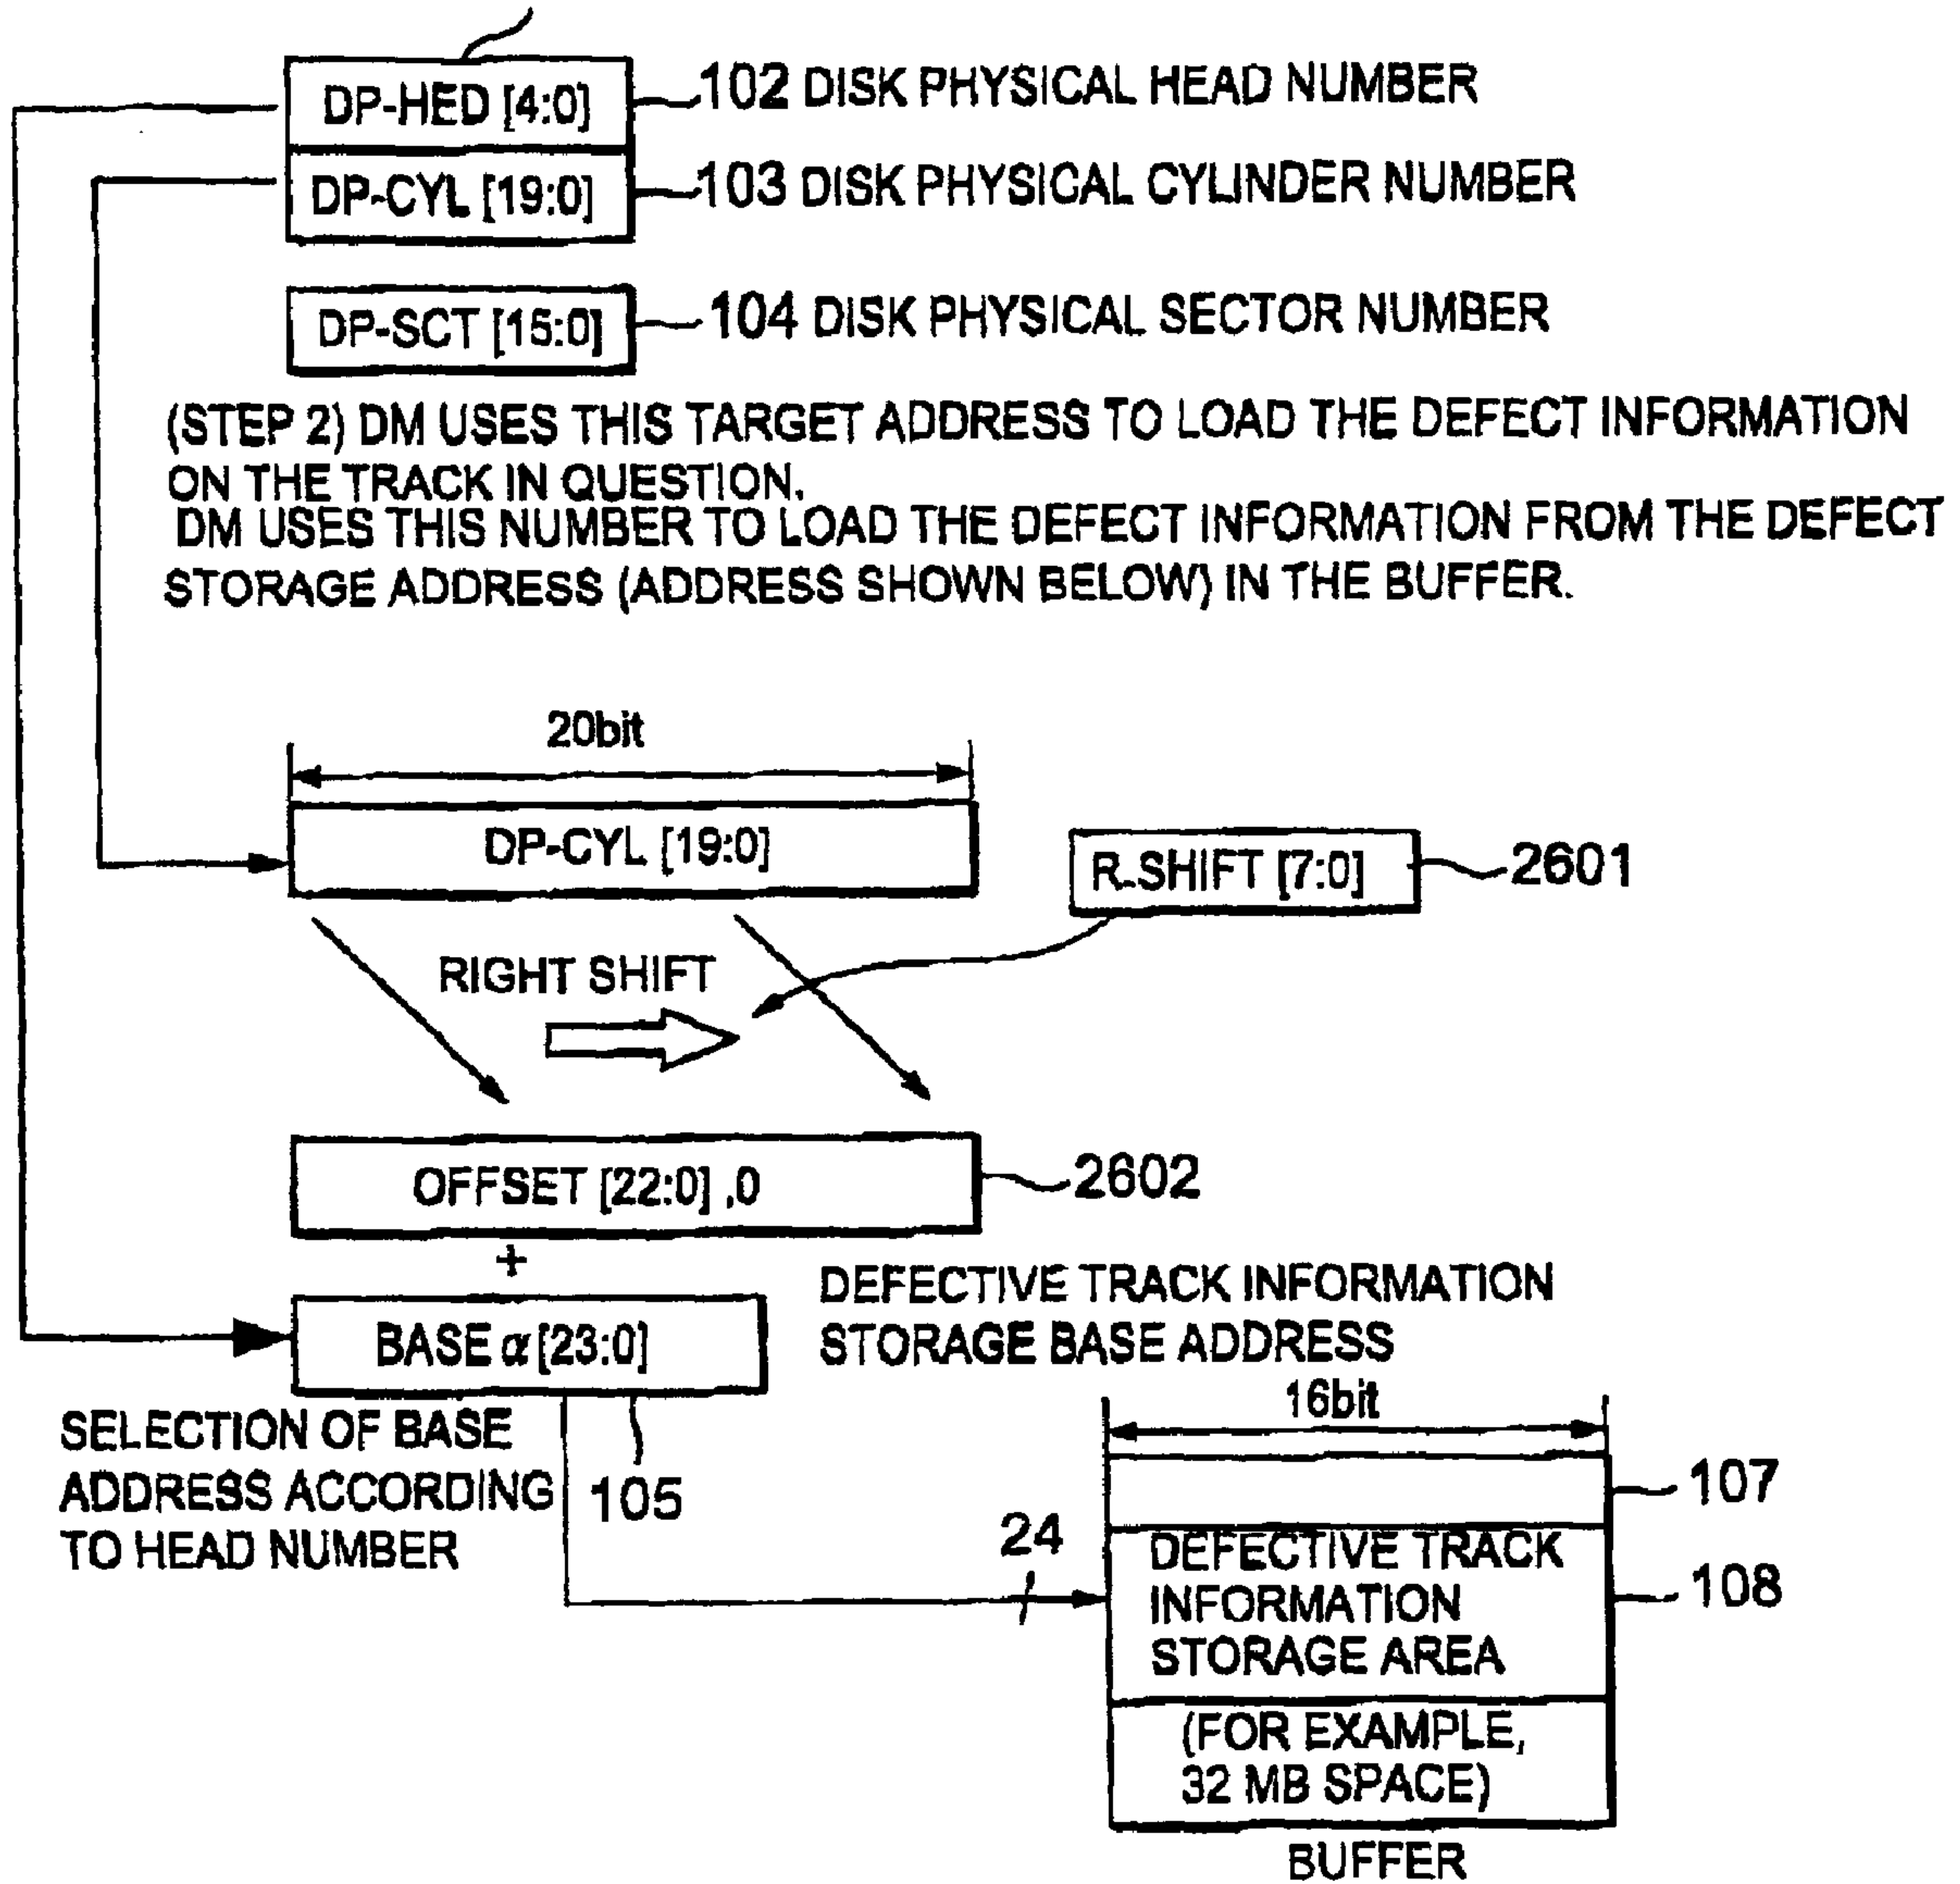 DP-HED [4:0]
102 DISK PHYSICAL HEAD NUMBER
DP-CYL [19:0]
103 DISK PHYSICAL CYLINDER NUMBER
DP-SCT [15:0]
104 DISK PHYSICAL SECTOR NUMBER
(STEP 2) DM USES THIS TARGET ADDRESS TO LOAD THE DEFECT INFORMATION
ON THE TRACK IN QUESTION.
DM USES THIS NUMBER TO LOAD THE DEFECT INFORMATION FROM THE DEFECT
STORAGE ADDRESS (ADDRESS SHOWN BELOW) IN THE BUFFER.
20bit
DP-CYL [19:0]
R-SHIFT [7:0]
2601
RIGHT SHIFT
OFFSET [22:0] ,0
2602
+
BASE α [23:0]
DEFECTIVE TRACK INFORMATION
STORAGE BASE ADDRESS
SELECTION OF BASE
ADDRESS ACCORDING
TO HEAD NUMBER
105
16bit
24
107
DEFECTIVE TRACK
INFORMATION
STORAGE AREA
108
(FOR EXAMPLE,
32 MB SPACE)
BUFFER